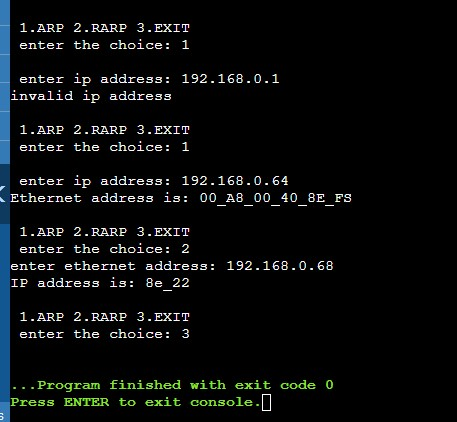 1.ARP 2.RARP 3.EXIT
enter the choice: 1
enter ip address: 192.168.0.1
invalid ip address
1.ARP 2.RARP 3.EXIT
enter the choice: 1
enter ip address: 192.168.0.64
Ethernet address is: 00_A8_00_40_8E_FS
1.ARP 2.RARP 3.EXIT
enter the choice: 2
enter ethernet address: 192.168.0.68
IP address is: 8e_22
1.ARP 2.RARP 3.EXIT
enter the choice: 3
...Program finished with exit code 0
Press ENTER to exit console.